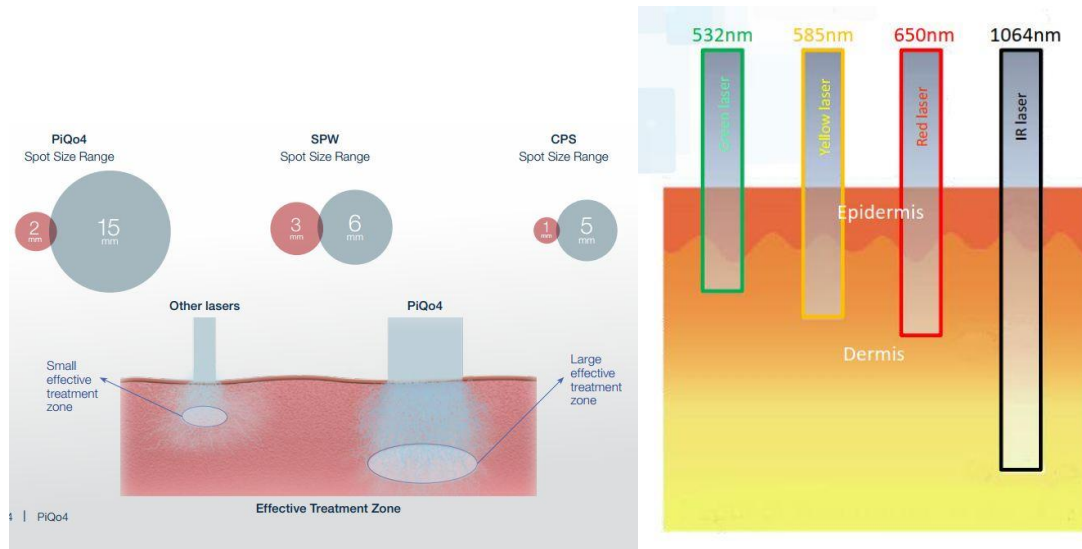 PiQo4
Spot Size Range
2
mm
15
mm
SPW
Spot Size Range
3
mm
6
mm
CPS
Spot Size Range
1
mm
5
mm
Other lasers
PiQo4
Small
effective
treatment
zone
Large
effective
treatment
zone
Effective Treatment Zone
4 | PiQo4
532nm
585nm
650nm
1064nm
Green laser
Yellow laser
Red laser
IR laser
Epidermis
Dermis